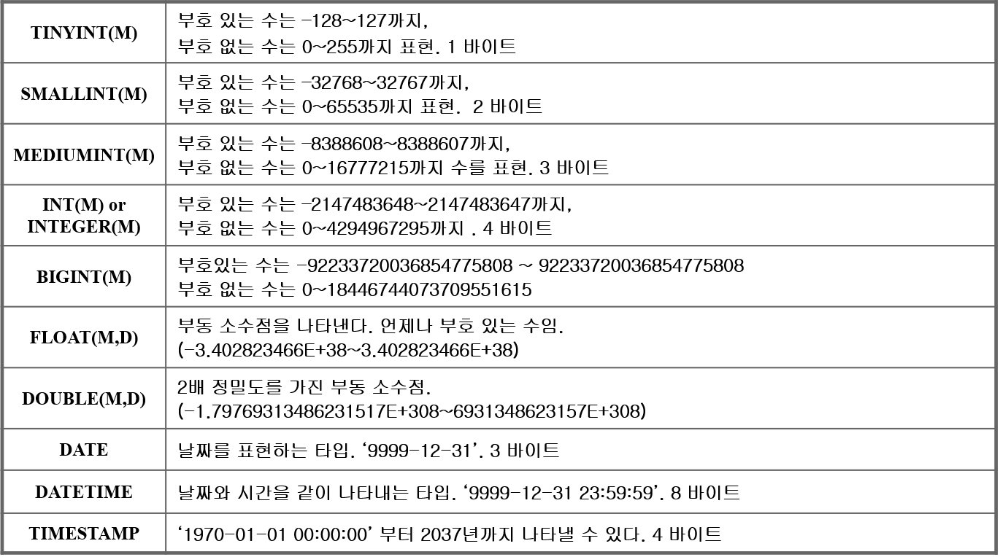 TINYINT(M)
부호 있는 수는 –128~127까지,
부호 없는 수는 0~255까지 표현. 1 바이트
SMALLINT(M)
부호 있는 수는 –32768~32767까지,
부호 없는 수는 0~65535까지 표현.  2 바이트
MEDIUMINT(M)
부호 있는 수는 –8388608~8388607까지,
부호 없는 수는 0~16777215까지 수를 표현. 3 바이트
INT(M) or
INTEGER(M)
부호 있는 수는 –2147483648~2147483647까지,
부호 없는 수는 0~4294967295까지 . 4 바이트
BIGINT(M)
부호있는 수는 -92233720036854775808 ~ 92233720036854775808
부호 없는 수는 0~18446744073709551615
FLOAT(M,D)
부동 소수점을 나타낸다. 언제나 부호 있는 수임.
(-3.402823466E+38~3.402823466E+38)
DOUBLE(M,D)
2배 정밀도를 가진 부동 소수점.
(-1.79769313486231517E+308~6931348623157E+308)
DATE
날짜를 표현하는 타입. ‘9999-12-31’. 3 바이트
DATETIME
날짜와 시간을 같이 나타내는 타입. ‘9999-12-31 23:59:59’. 8 바이트
TIMESTAMP
‘1970-01-01 00:00:00’ 부터 2037년까지 나타낼 수 있다. 4 바이트